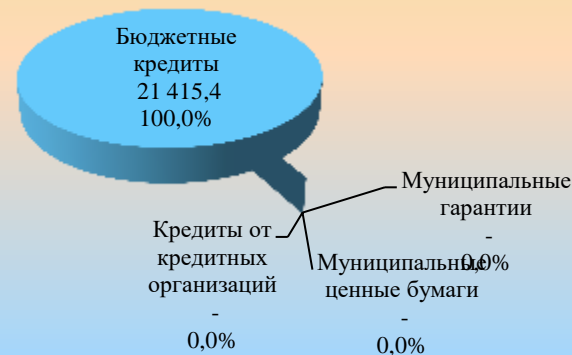 Бюджетные
кредиты
21 415,4
100,0%
Муниципальные
гарантии
-
0,0%
Кредиты от
кредитных
организаций
-
0,0%
Муниципальные
ценные бумаги
-
0,0%